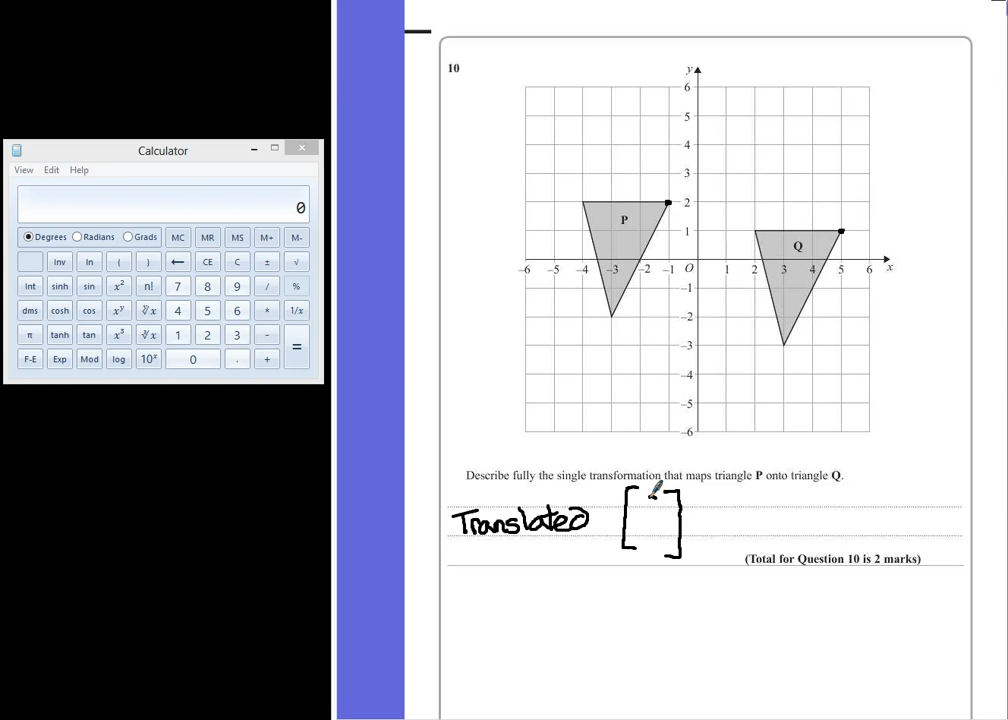 Calculator
View Edit Help
0
Degrees Radians Grads MC MR MS M+ M-
Inv ln ( ) ← CE C ± √
Int sinh sin x² n! 7 8 9 / %
dms cosh cos xʸ ʸ√x 4 5 6 * 1/x
π tanh tan x³ ³√x 1 2 3 - =
F-E Exp Mod log 10ˣ 0 . +
10
y
6
5
4
3
2
P
1
Q
-6 -5 -4 -3 -2 -1 O 1 2 3 4 5 6 x
-1
-2
-3
-4
-5
-6
Describe fully the single transformation that maps triangle P onto triangle Q.
Translated
(Total for Question 10 is 2 marks)